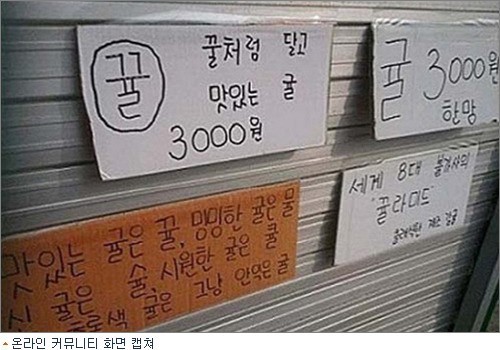 뀰
꿀처럼 달고
맛있는 귤
3000원
귤 3000원
한망
맛있는 귤은 꿀, 밍밍한 귤은 물
신 귤은 술, 시원한 귤은 쿨
초록색 귤은 그냥 안익은 귤
세계 8대 불가사의
"뀰라미드"
감귤
온라인 커뮤니티 화면 캡쳐